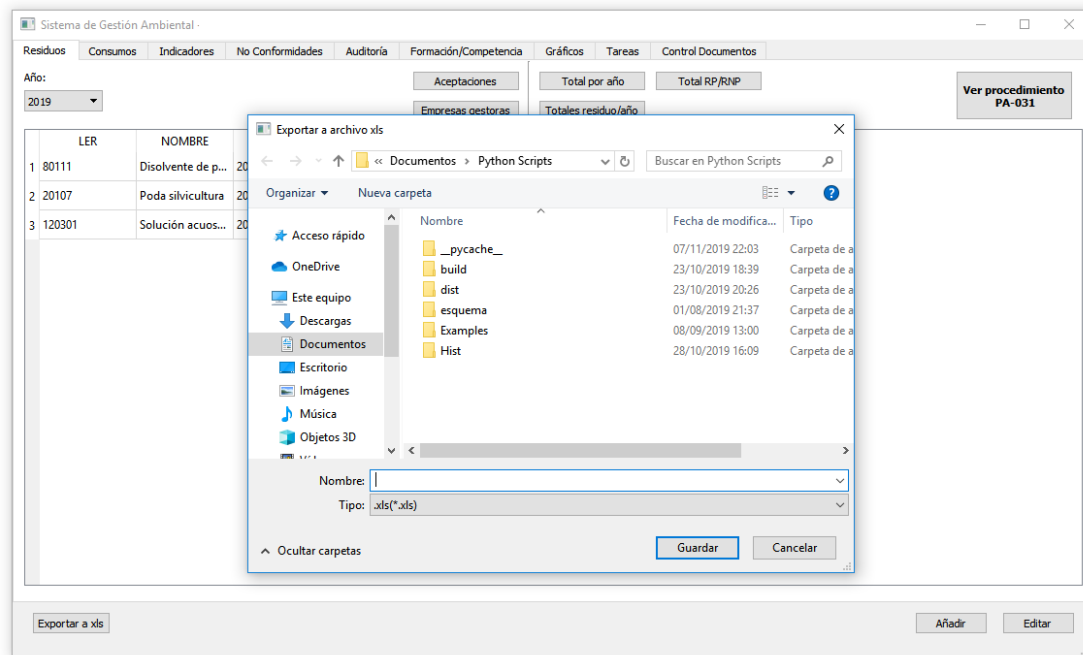 Sistema de Gestión Ambiental ·
Residuos Consumos Indicadores No Conformidades Auditoría Formación/Competencia Gráficos Tareas Control Documentos
Año:
2019
Aceptaciones Total por año Total RP/RNP
Ver procedimiento
PA-031
Empresas gestoras Totales residuo/año
LER NOMBRE
1 80111 Disolvente de p... 20
2 20107 Poda silvicultura 20
3 120301 Solución acuos... 20
Exportar a archivo xls
« Documentos › Python Scripts
Buscar en Python Scripts
Organizar Nueva carpeta
Nombre Fecha de modifica... Tipo
Acceso rápido
OneDrive
Este equipo
Descargas
Documentos
Escritorio
Imágenes
Música
Objetos 3D
__pycache__ 07/11/2019 22:03 Carpeta de a
build 23/10/2019 18:39 Carpeta de a
dist 23/10/2019 20:26 Carpeta de a
esquema 01/08/2019 21:37 Carpeta de a
Examples 08/09/2019 13:00 Carpeta de a
Hist 28/10/2019 16:09 Carpeta de a
Nombre:
Tipo: .xls(*.xls)
Ocultar carpetas
Guardar Cancelar
Exportar a xls Añadir Editar